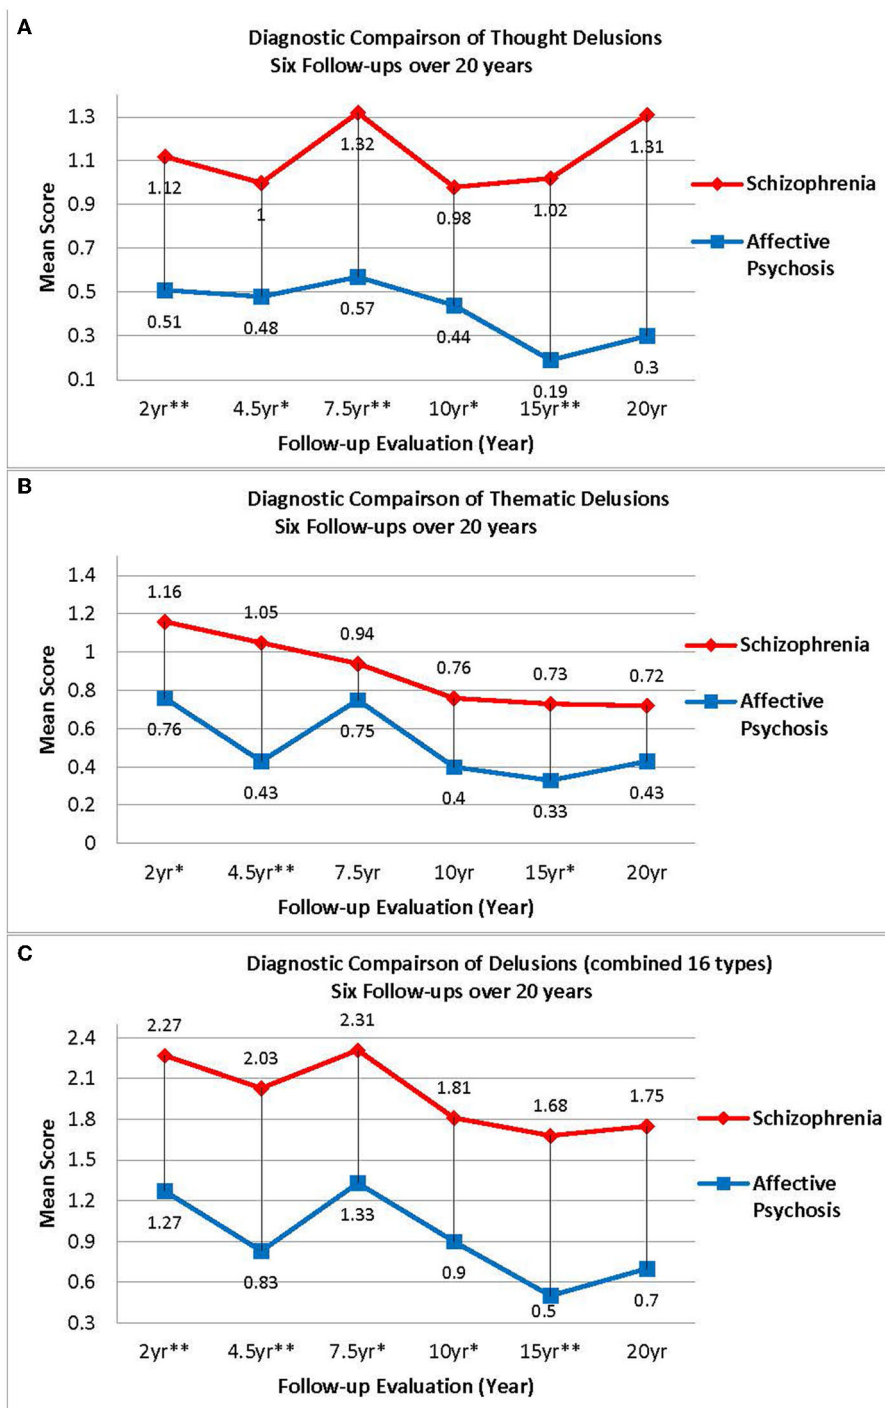 A
Diagnostic Compairson of Thought Delusions
Six Follow-ups over 20 years
Mean Score
1.3
1.1
0.9
0.7
0.5
0.3
0.1
1.12
1
1.32
0.98
1.02
1.31
0.51
0.48
0.57
0.44
0.19
0.3
Schizophrenia
Affective
Psychosis
2yr** 4.5yr* 7.5yr** 10yr* 15yr** 20yr
Follow-up Evaluation (Year)
B
Diagnostic Compairson of Thematic Delusions
Six Follow-ups over 20 years
Mean Score
1.4
1.2
1
0.8
0.6
0.4
0.2
0
1.16
1.05
0.94
0.76
0.73
0.72
0.76
0.43
0.75
0.4
0.33
0.43
Schizophrenia
Affective
Psychosis
2yr* 4.5yr** 7.5yr 10yr 15yr* 20yr
Follow-up Evaluation (Year)
C
Diagnostic Compairson of Delusions (combined 16 types)
Six Follow-ups over 20 years
Mean Score
2.4
2.1
1.8
1.5
1.2
0.9
0.6
0.3
2.27
2.03
2.31
1.81
1.68
1.75
1.27
0.83
1.33
0.9
0.5
0.7
Schizophrenia
Affective
Psychosis
2yr** 4.5yr** 7.5yr* 10yr* 15yr** 20yr
Follow-up Evaluation (Year)